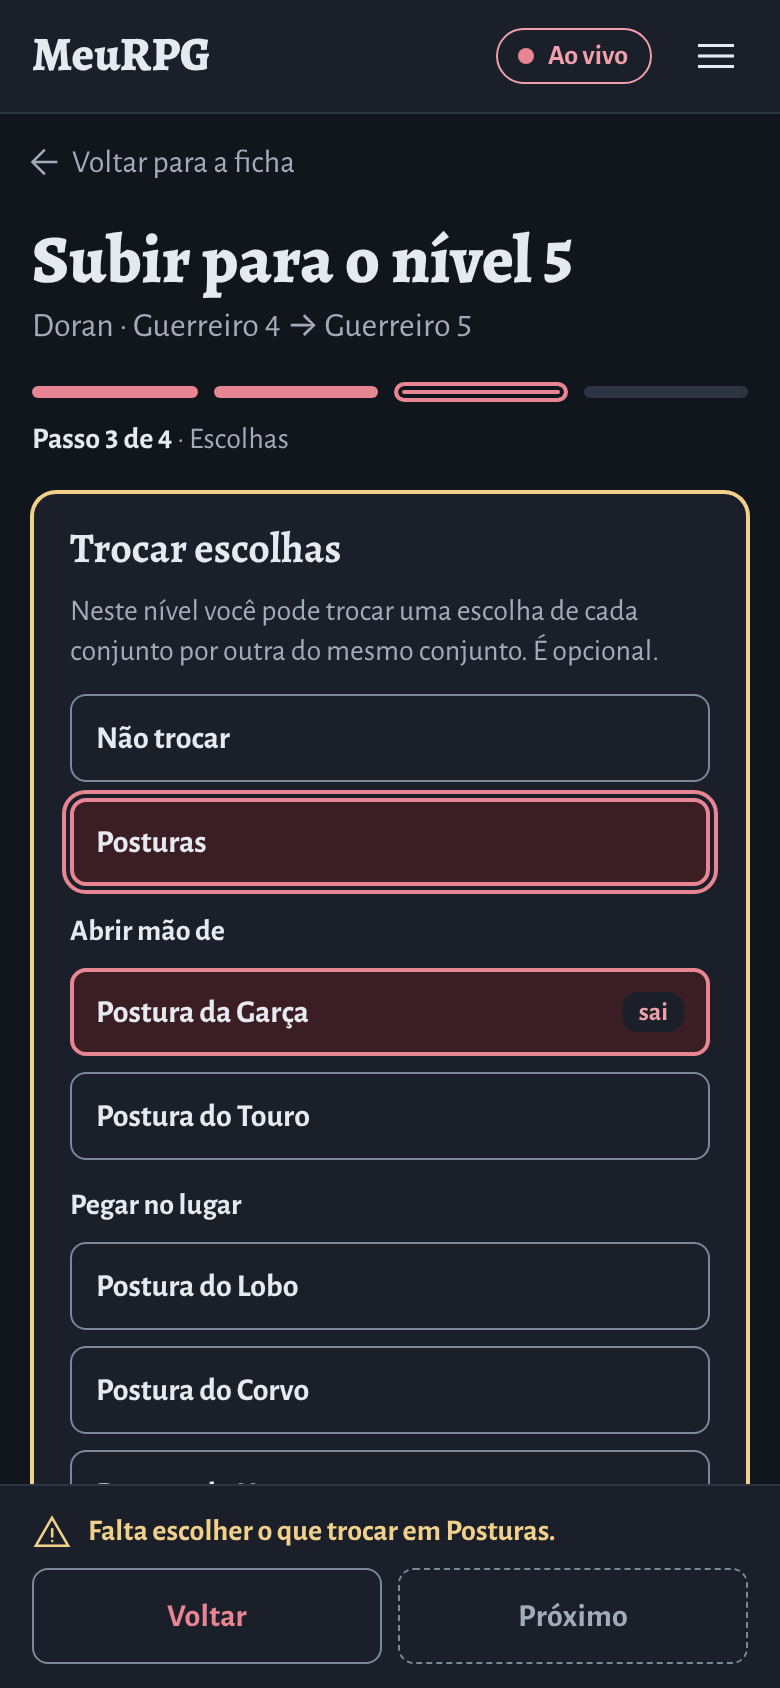 MeuRPG
Ao vivo
Voltar para a ficha
Subir para o nível 5
Doran · Guerreiro 4 → Guerreiro 5
Passo 3 de 4 · Escolhas
Trocar escolhas
Neste nível você pode trocar uma escolha de cada
conjunto por outra do mesmo conjunto. É opcional.
Não trocar
Posturas
Abrir mão de
Postura da Garça
sai
Postura do Touro
Pegar no lugar
Postura do Lobo
Postura do Corvo
Falta escolher o que trocar em Posturas.
Voltar
Próximo